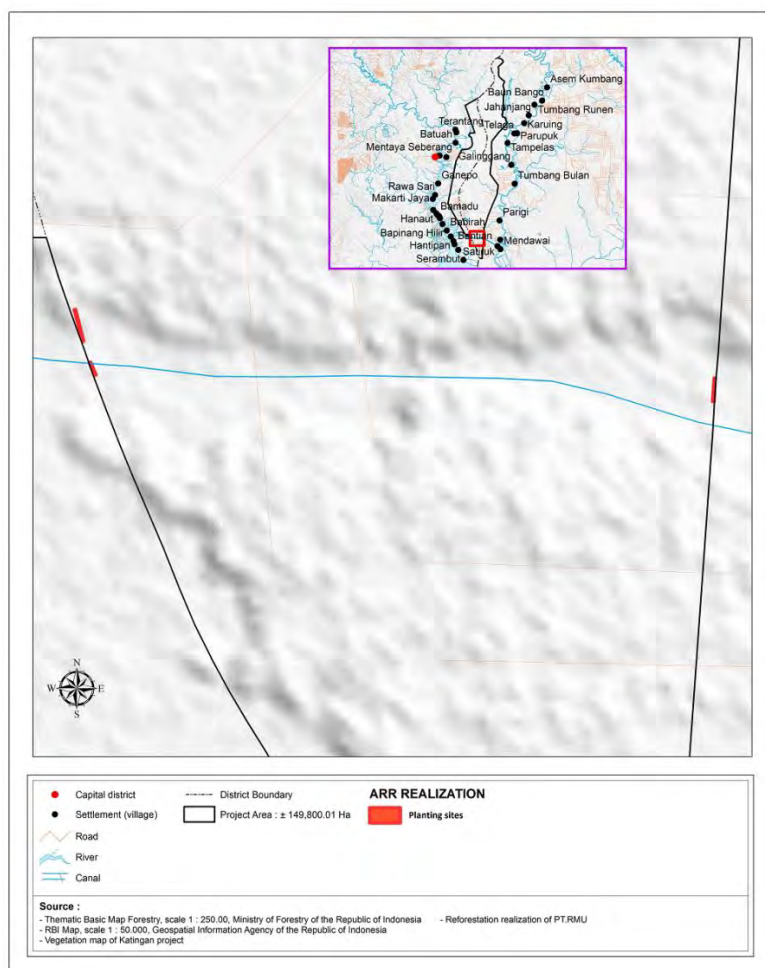 Asem Kumbang
Baun Bango
Jahanjang
Tumbang Runen
Terantang
Telaga
Karuing
Batuah
Parupuk
Mentaya Seberang
Tampelas
Galinggang
Ganepo
Tumbang Bulan
Rawa Sari
Makarti Jaya
Bamadu
Parigi
Hanaut
Babirah
Bapinang Hilir
Bantian
Mendawai
Hantipan
Satiruk
Serambut
N
W E
S
Capital district
District Boundary
ARR REALIZATION
Settlement (village)
Project Area : ± 149,800.01 Ha
Planting sites
Road
River
Canal
Source :
- Thematic Basic Map Forestry, scale 1 : 250.00, Ministry of Forestry of the Republic of Indonesia - Reforestation realization of PT.RMU
- RBI Map, scale 1 : 50.000, Geospatial Information Agency of the Republic of Indonesia
- Vegetation map of Katingan project